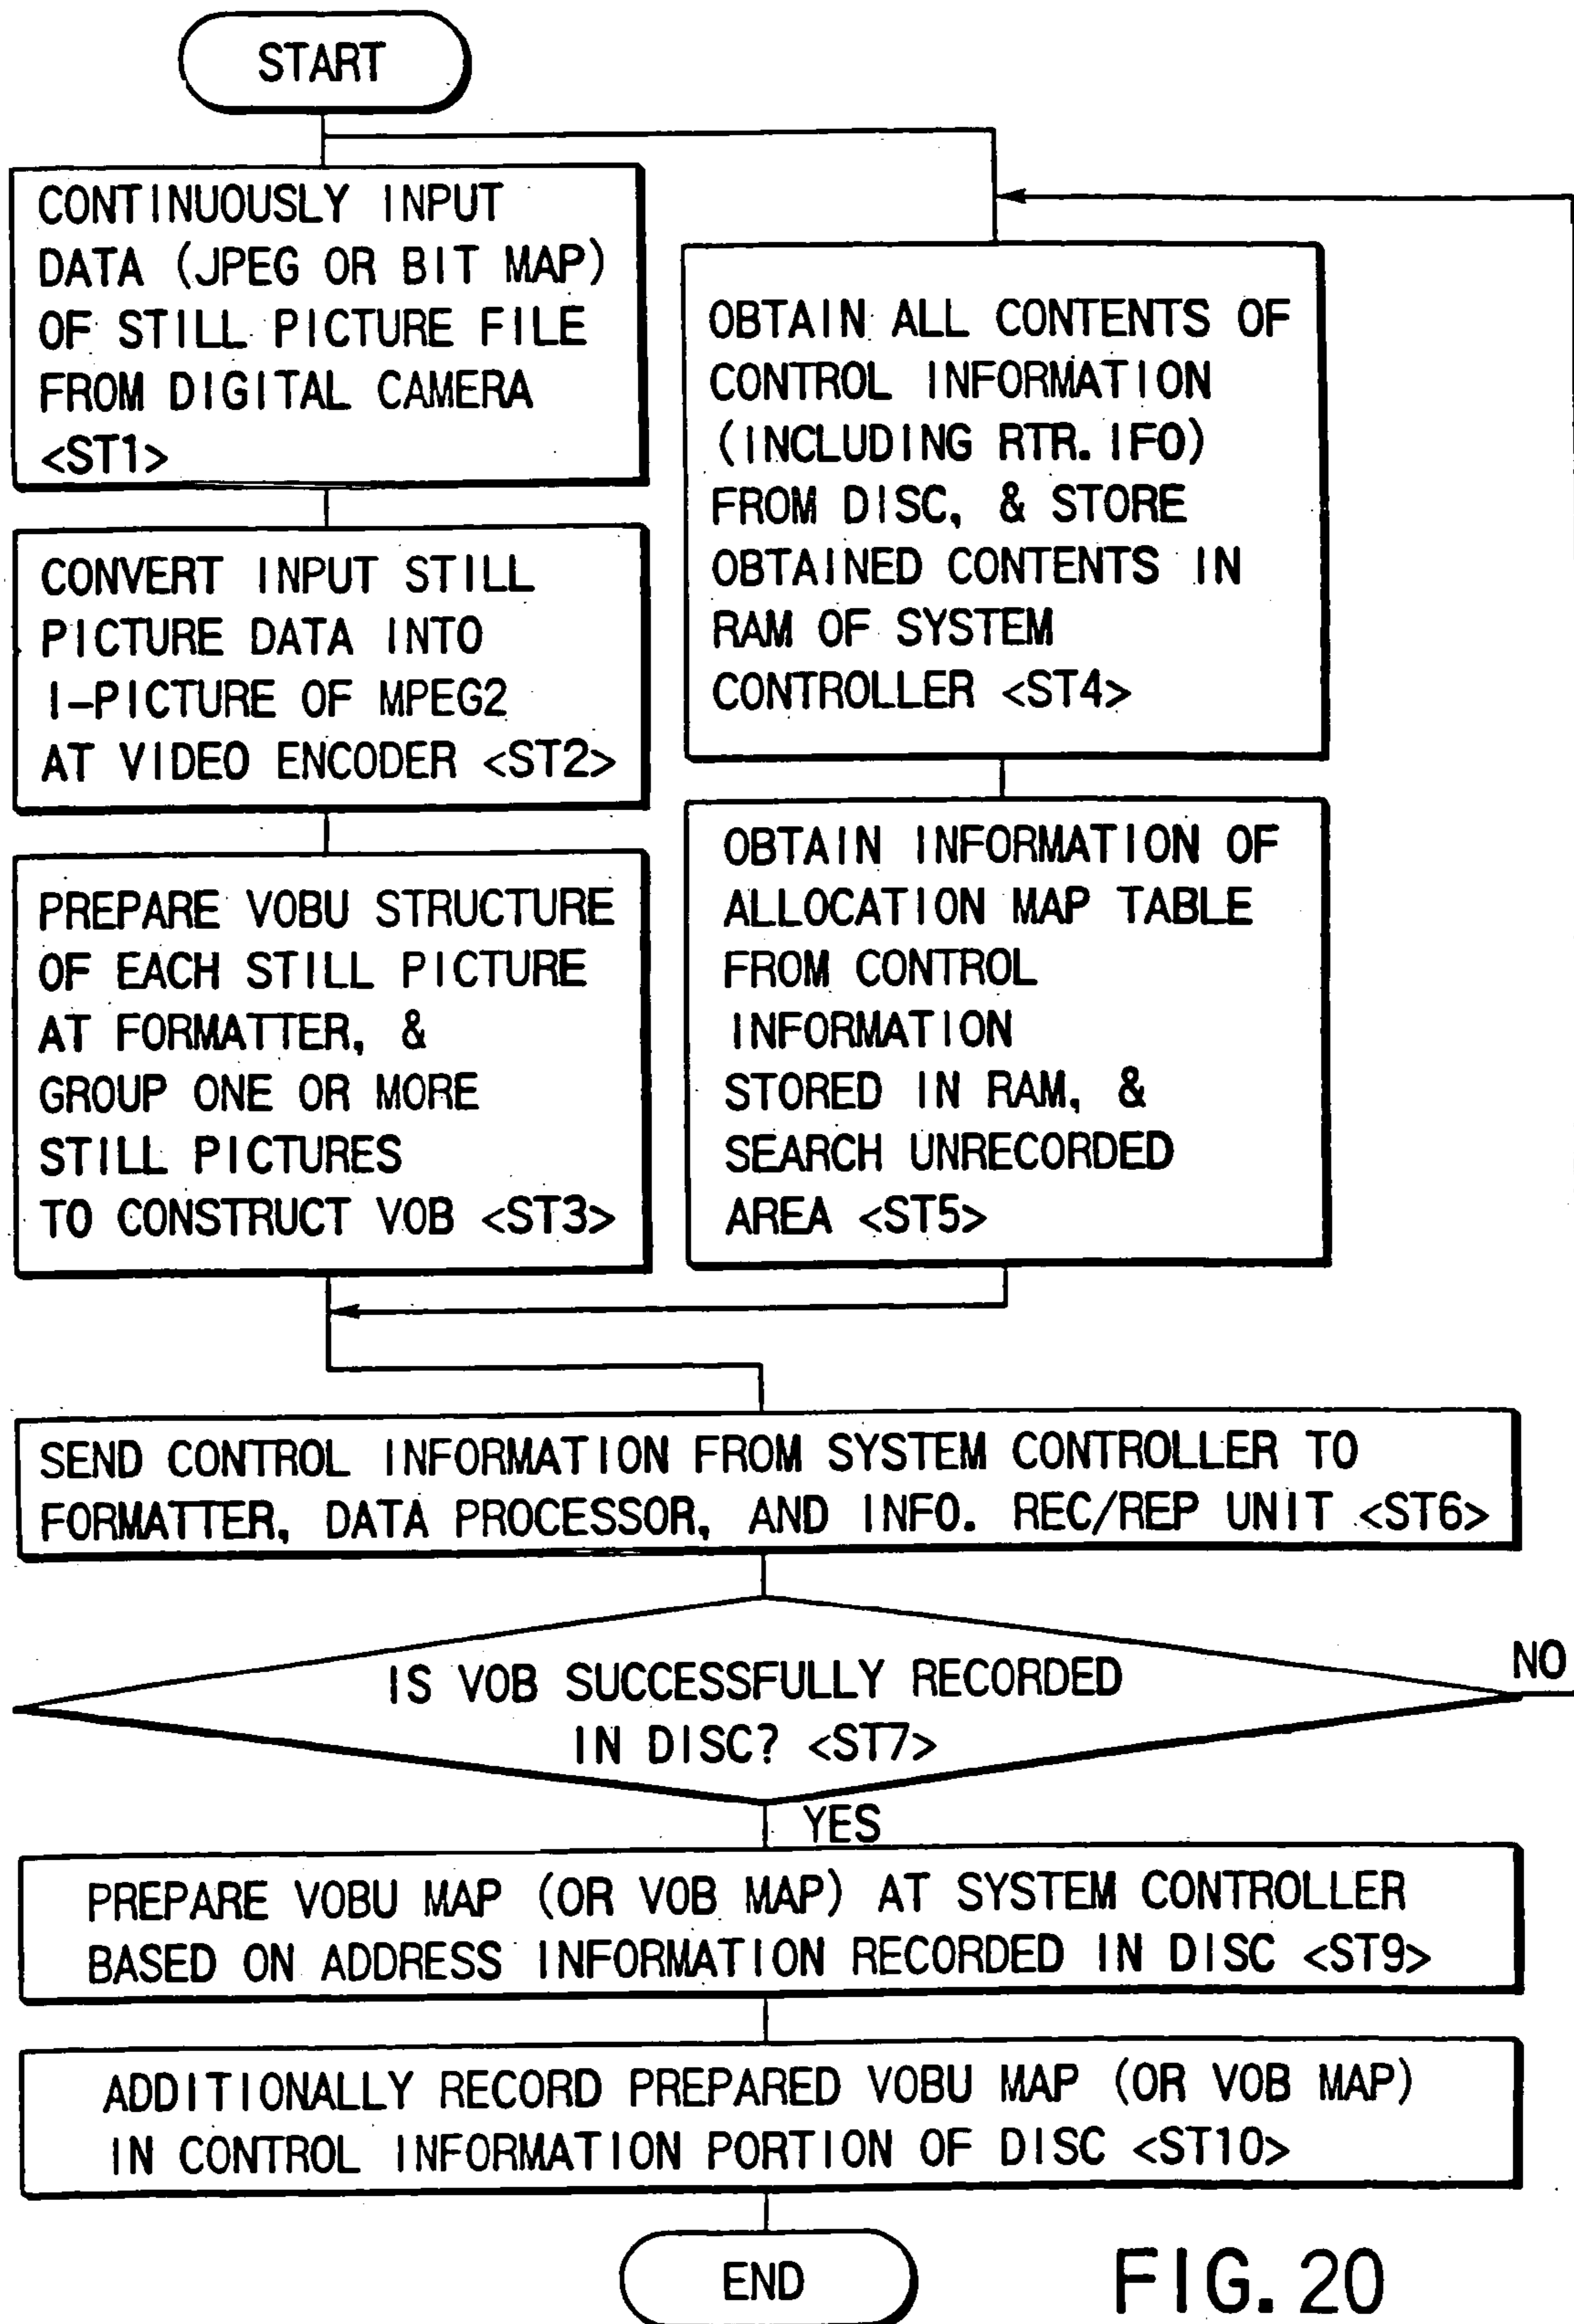 START
CONTINUOUSLY INPUT
DATA (JPEG OR BIT MAP)
OF STILL PICTURE FILE
FROM DIGITAL CAMERA
<ST1>
CONVERT INPUT STILL
PICTURE DATA INTO
I-PICTURE OF MPEG2
AT VIDEO ENCODER <ST2>
PREPARE VOBU STRUCTURE
OF EACH STILL PICTURE
AT FORMATTER, &
GROUP ONE OR MORE
STILL PICTURES
TO CONSTRUCT VOB <ST3>
OBTAIN ALL CONTENTS OF
CONTROL INFORMATION
(INCLUDING RTR. IFO)
FROM DISC, & STORE
OBTAINED CONTENTS IN
RAM OF SYSTEM
CONTROLLER <ST4>
OBTAIN INFORMATION OF
ALLOCATION MAP TABLE
FROM CONTROL
INFORMATION
STORED IN RAM, &
SEARCH UNRECORDED
AREA <ST5>
SEND CONTROL INFORMATION FROM SYSTEM CONTROLLER TO
FORMATTER, DATA PROCESSOR, AND INFO. REC/REP UNIT <ST6>
IS VOB SUCCESSFULLY RECORDED
IN DISC? <ST7>
NO
YES
PREPARE VOBU MAP (OR VOB MAP) AT SYSTEM CONTROLLER
BASED ON ADDRESS INFORMATION RECORDED IN DISC <ST9>
ADDITIONALLY RECORD PREPARED VOBU MAP (OR VOB MAP)
IN CONTROL INFORMATION PORTION OF DISC <ST10>
END
FIG. 20